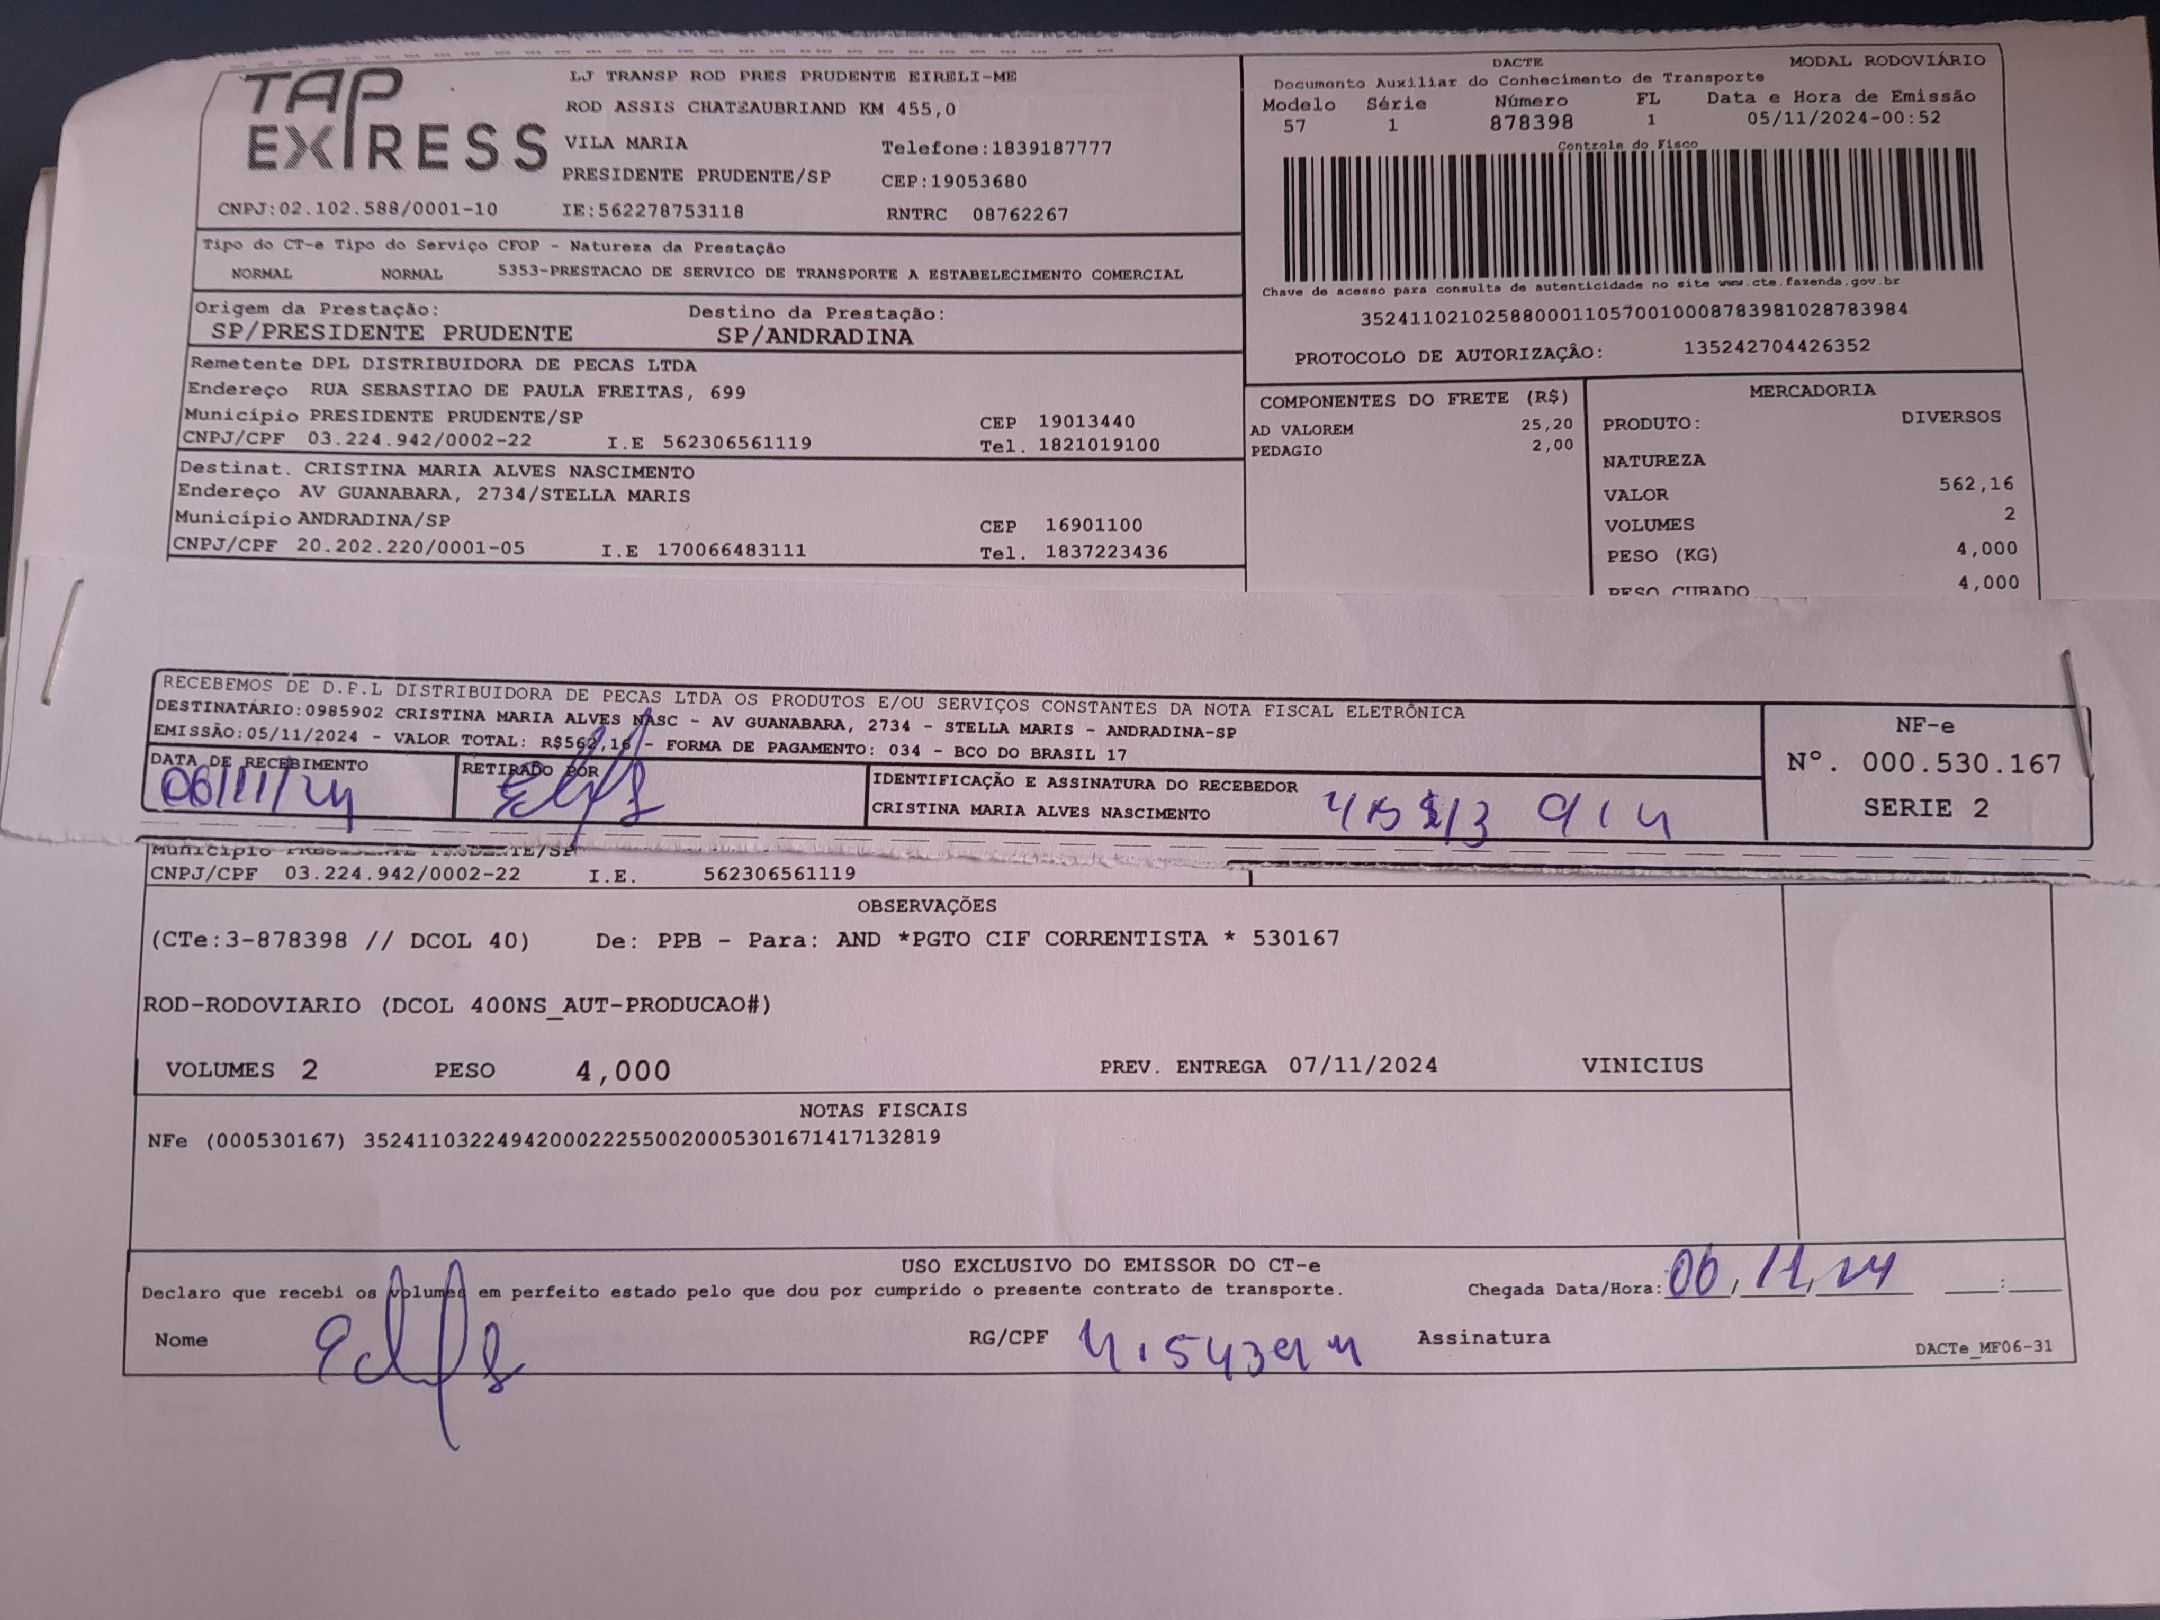 TAP
EXPRESS
LJ TRANSP ROD PRES PRUDENTE EIRELI-ME
ROD ASSIS CHATEAUBRIAND KM 455,0
VILA MARIA Telefone:1839187777
PRESIDENTE PRUDENTE/SP CEP:19053680
CNPJ:02.102.588/0001-10 IE:562278753118 RNTRC 08762267
DACTE MODAL RODOVIÁRIO
Documento Auxiliar do Conhecimento de Transporte
Modelo Série Número FL Data e Hora de Emissão
57 1 878398 1 05/11/2024-00:52
Controle do Fisco
Chave de acesso para consulta de autenticidade no site www.cte.fazenda.gov.br
35241102102588000110570010008783981028783984
PROTOCOLO DE AUTORIZAÇÃO: 135242704426352
Tipo do CT-e Tipo do Serviço CFOP - Natureza da Prestação
NORMAL NORMAL 5353-PRESTACAO DE SERVICO DE TRANSPORTE A ESTABELECIMENTO COMERCIAL
Origem da Prestação: Destino da Prestação:
SP/PRESIDENTE PRUDENTE SP/ANDRADINA
Remetente DPL DISTRIBUIDORA DE PECAS LTDA
Endereço RUA SEBASTIAO DE PAULA FREITAS, 699
Município PRESIDENTE PRUDENTE/SP CEP 19013440
CNPJ/CPF 03.224.942/0002-22 I.E 562306561119 Tel. 1821019100
Destinat. CRISTINA MARIA ALVES NASCIMENTO
Endereço AV GUANABARA, 2734/STELLA MARIS
Município ANDRADINA/SP CEP 16901100
CNPJ/CPF 20.202.220/0001-05 I.E 170066483111 Tel. 1837223436
COMPONENTES DO FRETE (R$)
AD VALOREM 25,20
PEDAGIO 2,00
MERCADORIA
PRODUTO: DIVERSOS
NATUREZA
VALOR 562,16
VOLUMES 2
PESO (KG) 4,000
PESO CUBADO 4,000
RECEBEMOS DE D.P.L DISTRIBUIDORA DE PECAS LTDA OS PRODUTOS E/OU SERVIÇOS CONSTANTES DA NOTA FISCAL ELETRÔNICA
DESTINATÁRIO:0985902 CRISTINA MARIA ALVES NASC - AV GUANABARA, 2734 - STELLA MARIS - ANDRADINA-SP
EMISSÃO:05/11/2024 - VALOR TOTAL: R$562,16 - FORMA DE PAGAMENTO: 034 - BCO DO BRASIL 17
DATA DE RECEBIMENTO RETIRADO POR IDENTIFICAÇÃO E ASSINATURA DO RECEBEDOR
06/11/24 CRISTINA MARIA ALVES NASCIMENTO
NF-e
Nº. 000.530.167
SERIE 2
Município PRESIDENTE PRUDENTE/SP
CNPJ/CPF 03.224.942/0002-22 I.E. 562306561119
OBSERVAÇÕES
(CTe:3-878398 // DCOL 40) De: PPB - Para: AND *PGTO CIF CORRENTISTA * 530167
ROD-RODOVIARIO (DCOL 400NS_AUT-PRODUCAO#)
VOLUMES 2 PESO 4,000 PREV. ENTREGA 07/11/2024 VINICIUS
NOTAS FISCAIS
NFe (000530167) 35241103224942000222550020005301671417132819
USO EXCLUSIVO DO EMISSOR DO CT-e
Declaro que recebi os volumes em perfeito estado pelo que dou por cumprido o presente contrato de transporte. Chegada Data/Hora: 06,11,24 :
Nome RG/CPF Assinatura DACTe_MF06-31